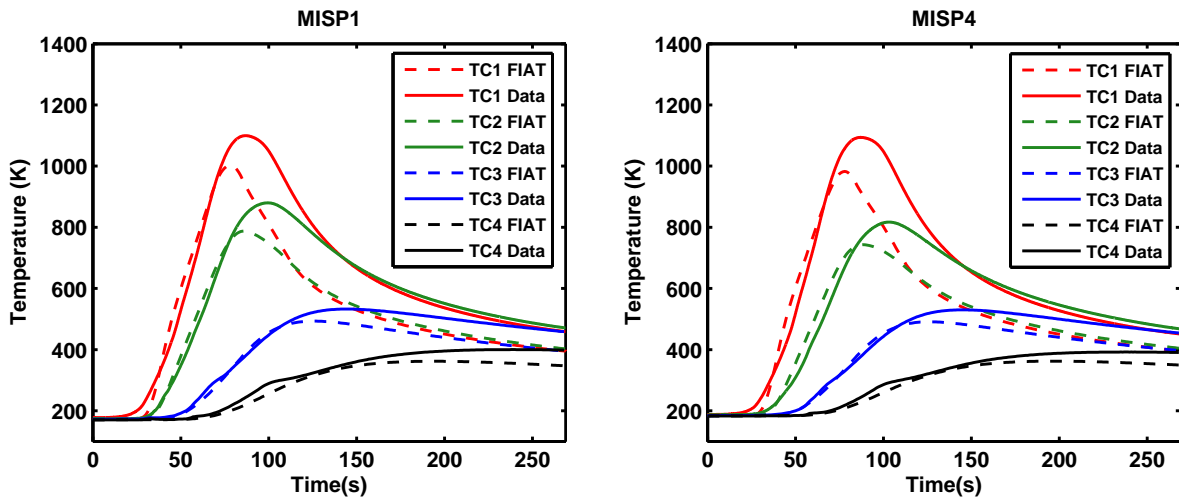 MISP1
1400
1200
1000
800
600
400
200
Temperature (K)
0
50
100
150
200
250
Time(s)
TC1 FIAT
TC1 Data
TC2 FIAT
TC2 Data
TC3 FIAT
TC3 Data
TC4 FIAT
TC4 Data
MISP4
1400
1200
1000
800
600
400
200
Temperature (K)
0
50
100
150
200
250
Time(s)
TC1 FIAT
TC1 Data
TC2 FIAT
TC2 Data
TC3 FIAT
TC3 Data
TC4 FIAT
TC4 Data